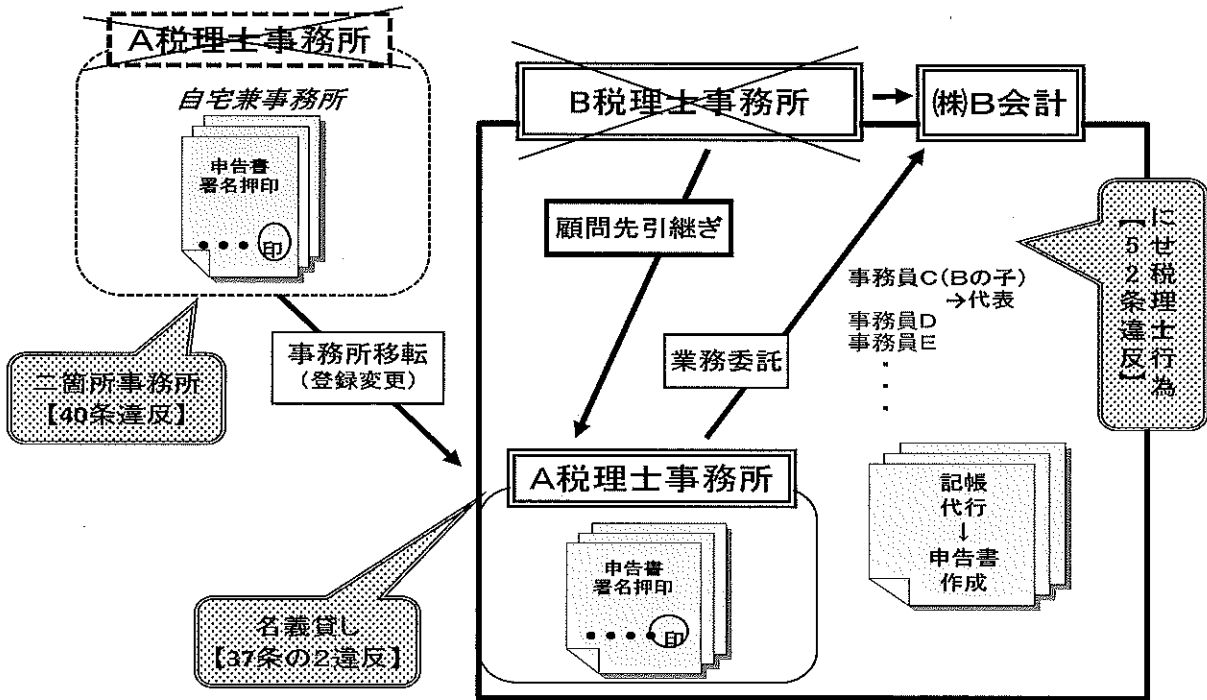 A税理士事務所
自宅兼事務所
申告書
署名押印
●●● 印
二箇所事務所
【40条違反】
事務所移転
(登録変更)
B税理士事務所
㈱B会計
顧問先引継ぎ
業務委託
事務員C(Bの子)
→代表
事務員D
事務員E
・
・
・
にせ税理士行為
【52条違反】
A税理士事務所
申告書
署名押印
●●●● 印
名義貸し
【37条の2違反】
記帳
代行
↓
申告書
作成